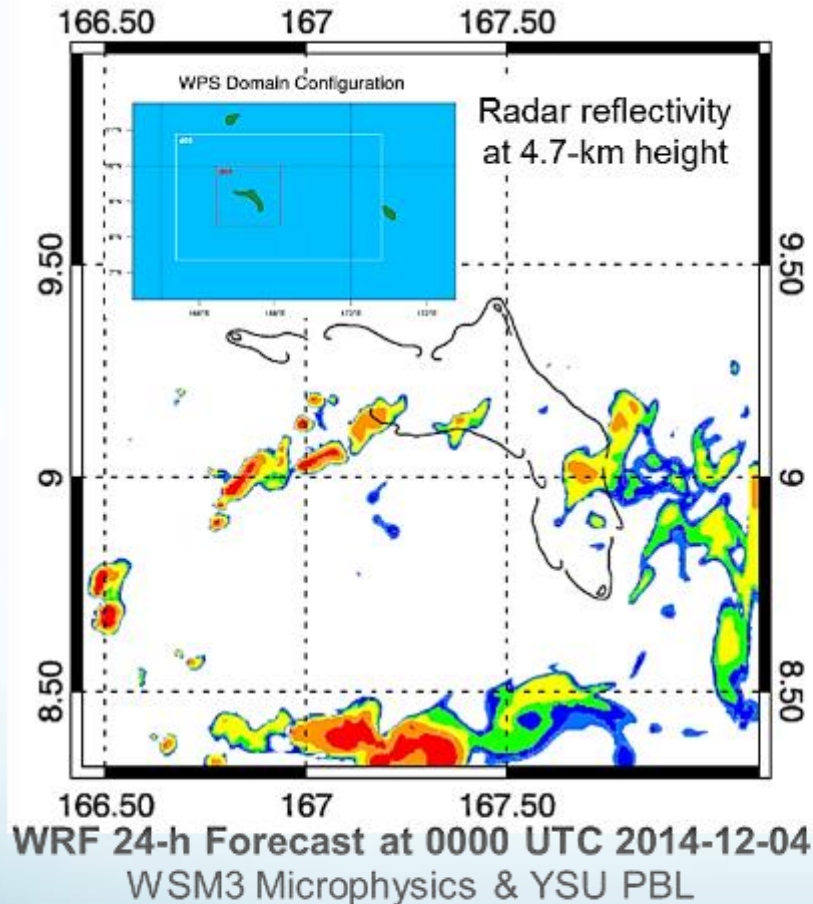 166.50 167 167.50
WPS Domain Configuration
Radar reflectivity
at 4.7-km height
9.50 9.50
9 9
8.50 8.50
166.50 167 167.50
WRF 24-h Forecast at 0000 UTC 2014-12-04
WSM3 Microphysics & YSU PBL